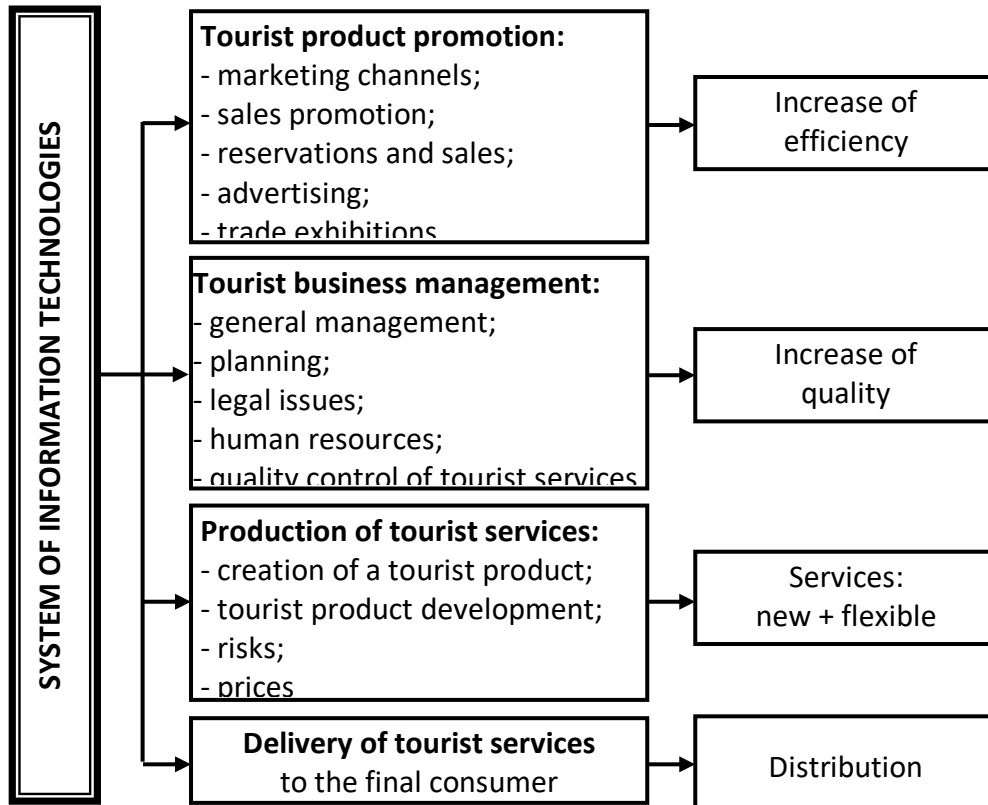 SYSTEM OF INFORMATION TECHNOLOGIES
Tourist product promotion:
- marketing channels;
- sales promotion;
- reservations and sales;
- advertising;
- trade exhibitions
Increase of
efficiency
Tourist business management:
- general management;
- planning;
- legal issues;
- human resources;
- quality control of tourist services
Increase of
quality
Production of tourist services:
- creation of a tourist product;
- tourist product development;
- risks;
- prices
Services:
new + flexible
Delivery of tourist services
to the final consumer
Distribution